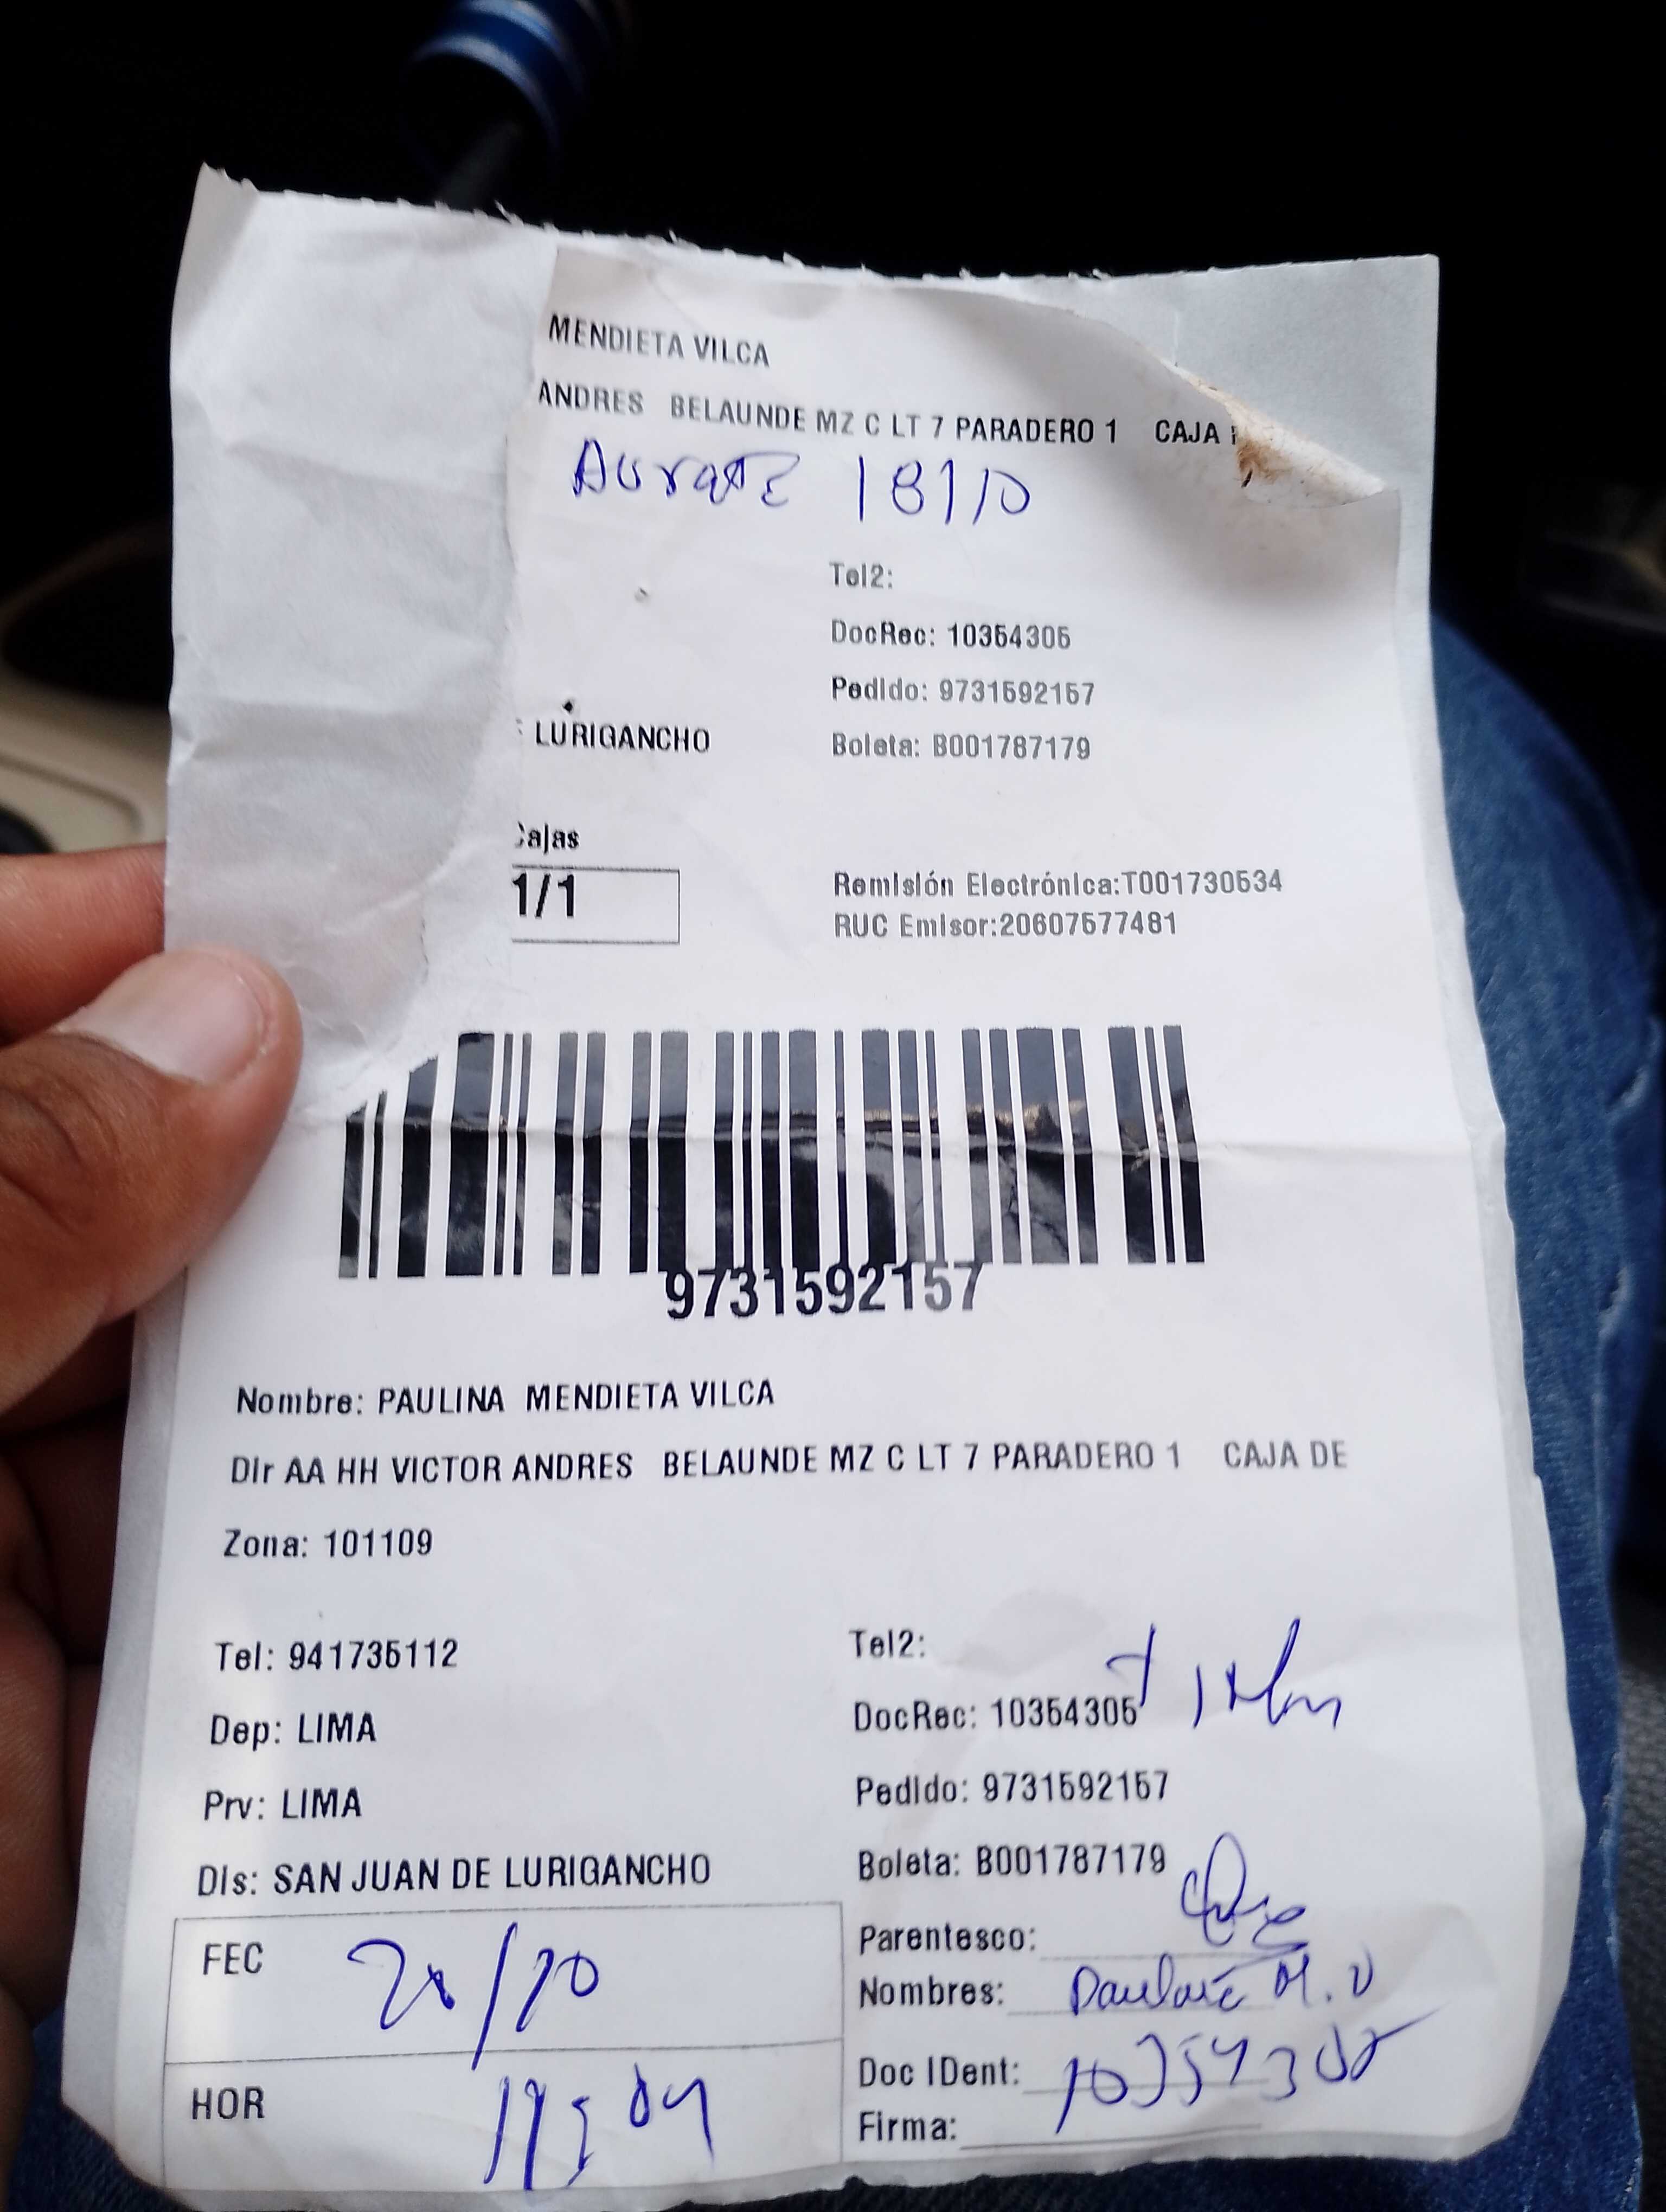 MENDIETA VILCA
ANDRES BELAUNDE MZ C LT 7 PARADERO 1 CAJA
18/10
Tel2:
DocRec: 10354305
Pedido: 9731592157
LURIGANCHO
Boleta: B001787179
Cajas
1/1
Remisión Electrónica:T001730534
RUC Emisor:20607577481
9731592157
Nombre: PAULINA MENDIETA VILCA
Dir AA HH VICTOR ANDRES BELAUNDE MZ C LT 7 PARADERO 1 CAJA DE
Zona: 101109
Tel: 941735112
Tel2:
Dep: LIMA
DocRec: 10354305
Prv: LIMA
Pedido: 9731592157
Dis: SAN JUAN DE LURIGANCHO
Boleta: B001787179
FEC
Parentesco:
Nombres: M.V
HOR
Doc IDent:
Firma: